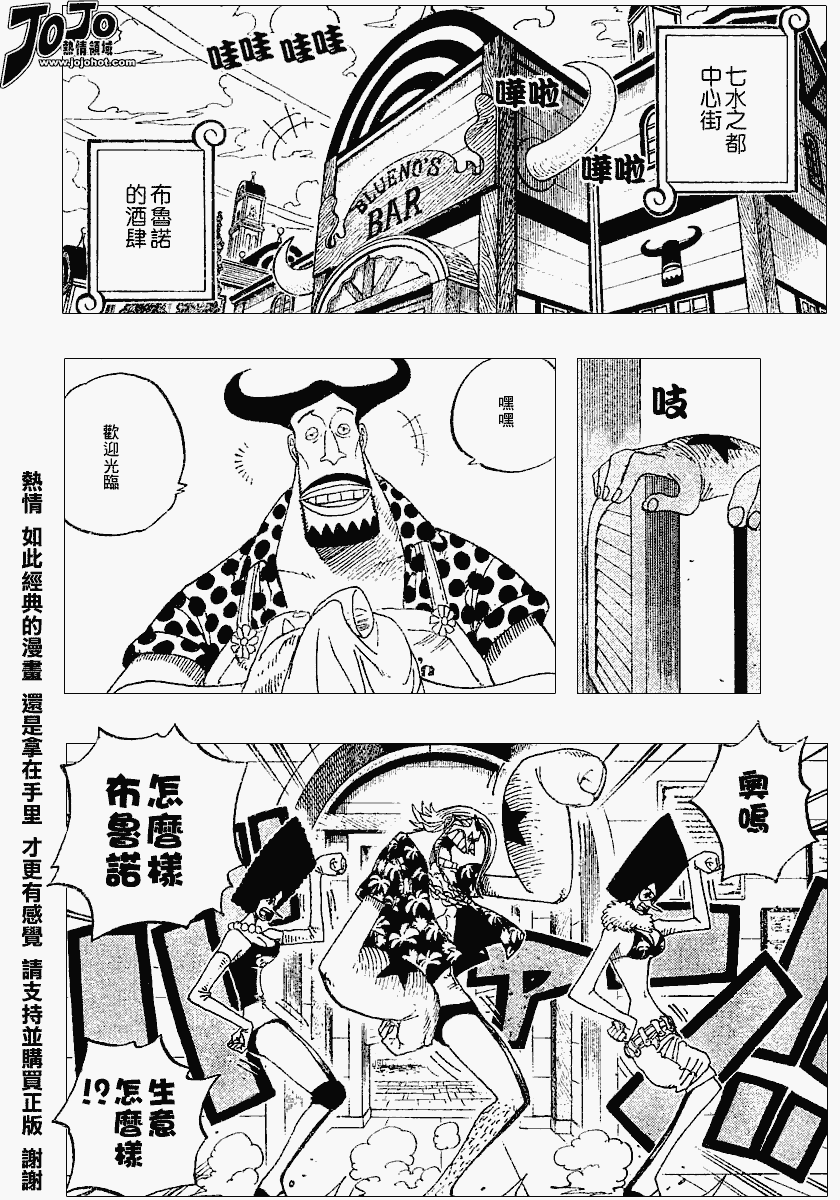 JOJO
熱情領域
www.jojohot.com
七水之都
中心街
哇哇 哇哇
嘩啦
嘩啦
BLUENO'S
BAR
布魯諾
的酒肆
吱
嘿嘿
歡迎光臨
奧嗚
怎麼樣
布魯諾
生意
怎麼樣
!?
熱情 如此經典的漫畫 還是拿在手里 才更有感覺 請支持並購買正版 謝謝